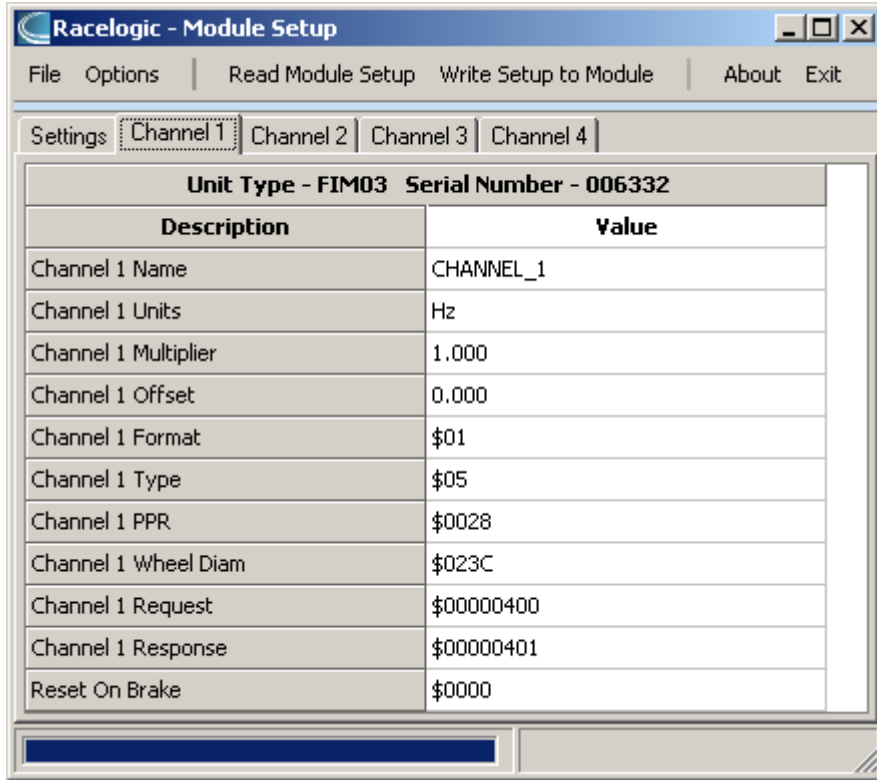 Racelogic - Module Setup
File Options Read Module Setup Write Setup to Module About Exit
Settings Channel 1 Channel 2 Channel 3 Channel 4
Unit Type - FIM03 Serial Number - 006332
Description Value
Channel 1 Name CHANNEL_1
Channel 1 Units Hz
Channel 1 Multiplier 1.000
Channel 1 Offset 0.000
Channel 1 Format $01
Channel 1 Type $05
Channel 1 PPR $0028
Channel 1 Wheel Diam $023C
Channel 1 Request $00000400
Channel 1 Response $00000401
Reset On Brake $0000